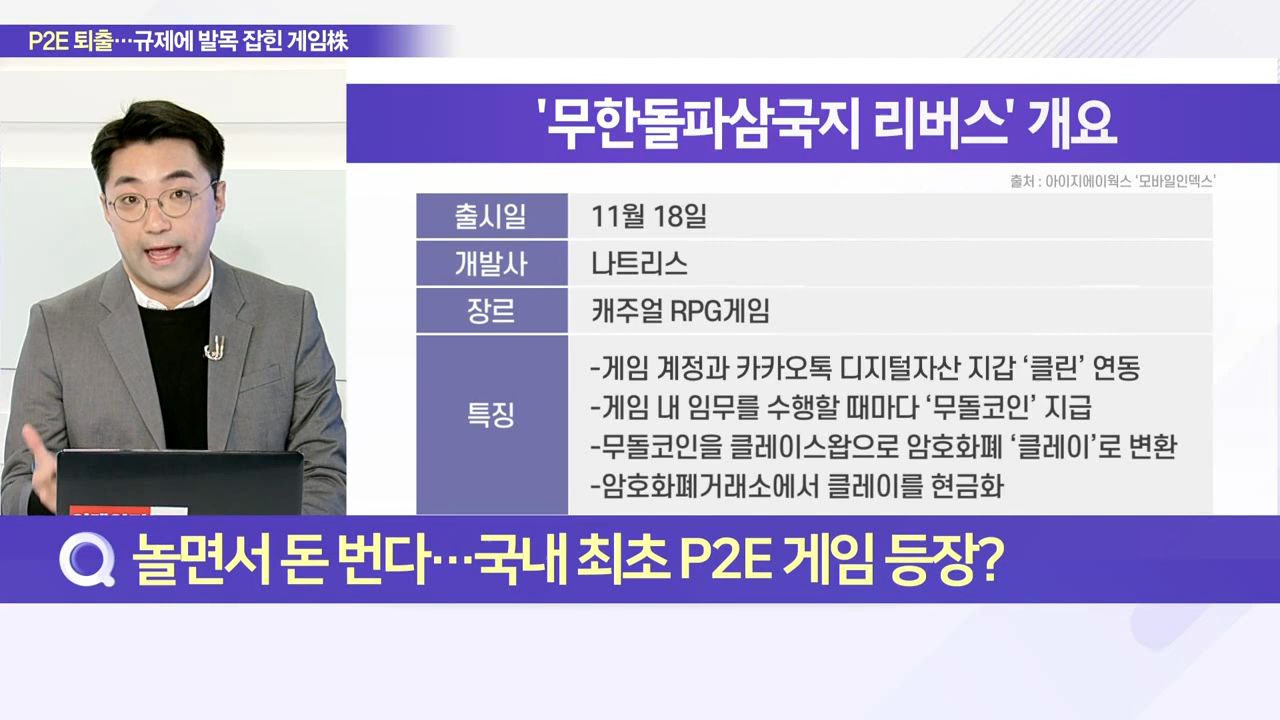 P2E 퇴출…규제에 발목 잡힌 게임株
'무한돌파삼국지 리버스' 개요
출처 : 아이지에이웍스 '모바일인덱스'
출시일 11월 18일
개발사 나트리스
장르 캐주얼 RPG게임
특징
-게임 계정과 카카오톡 디지털자산 지갑 ‘클린’ 연동
-게임 내 임무를 수행할 때마다 ‘무돌코인’ 지급
-무돌코인을 클레이스왑으로 암호화폐 ‘클레이’로 변환
-암호화폐거래소에서 클레이를 현금화
Q 놀면서 돈 번다…국내 최초 P2E 게임 등장?